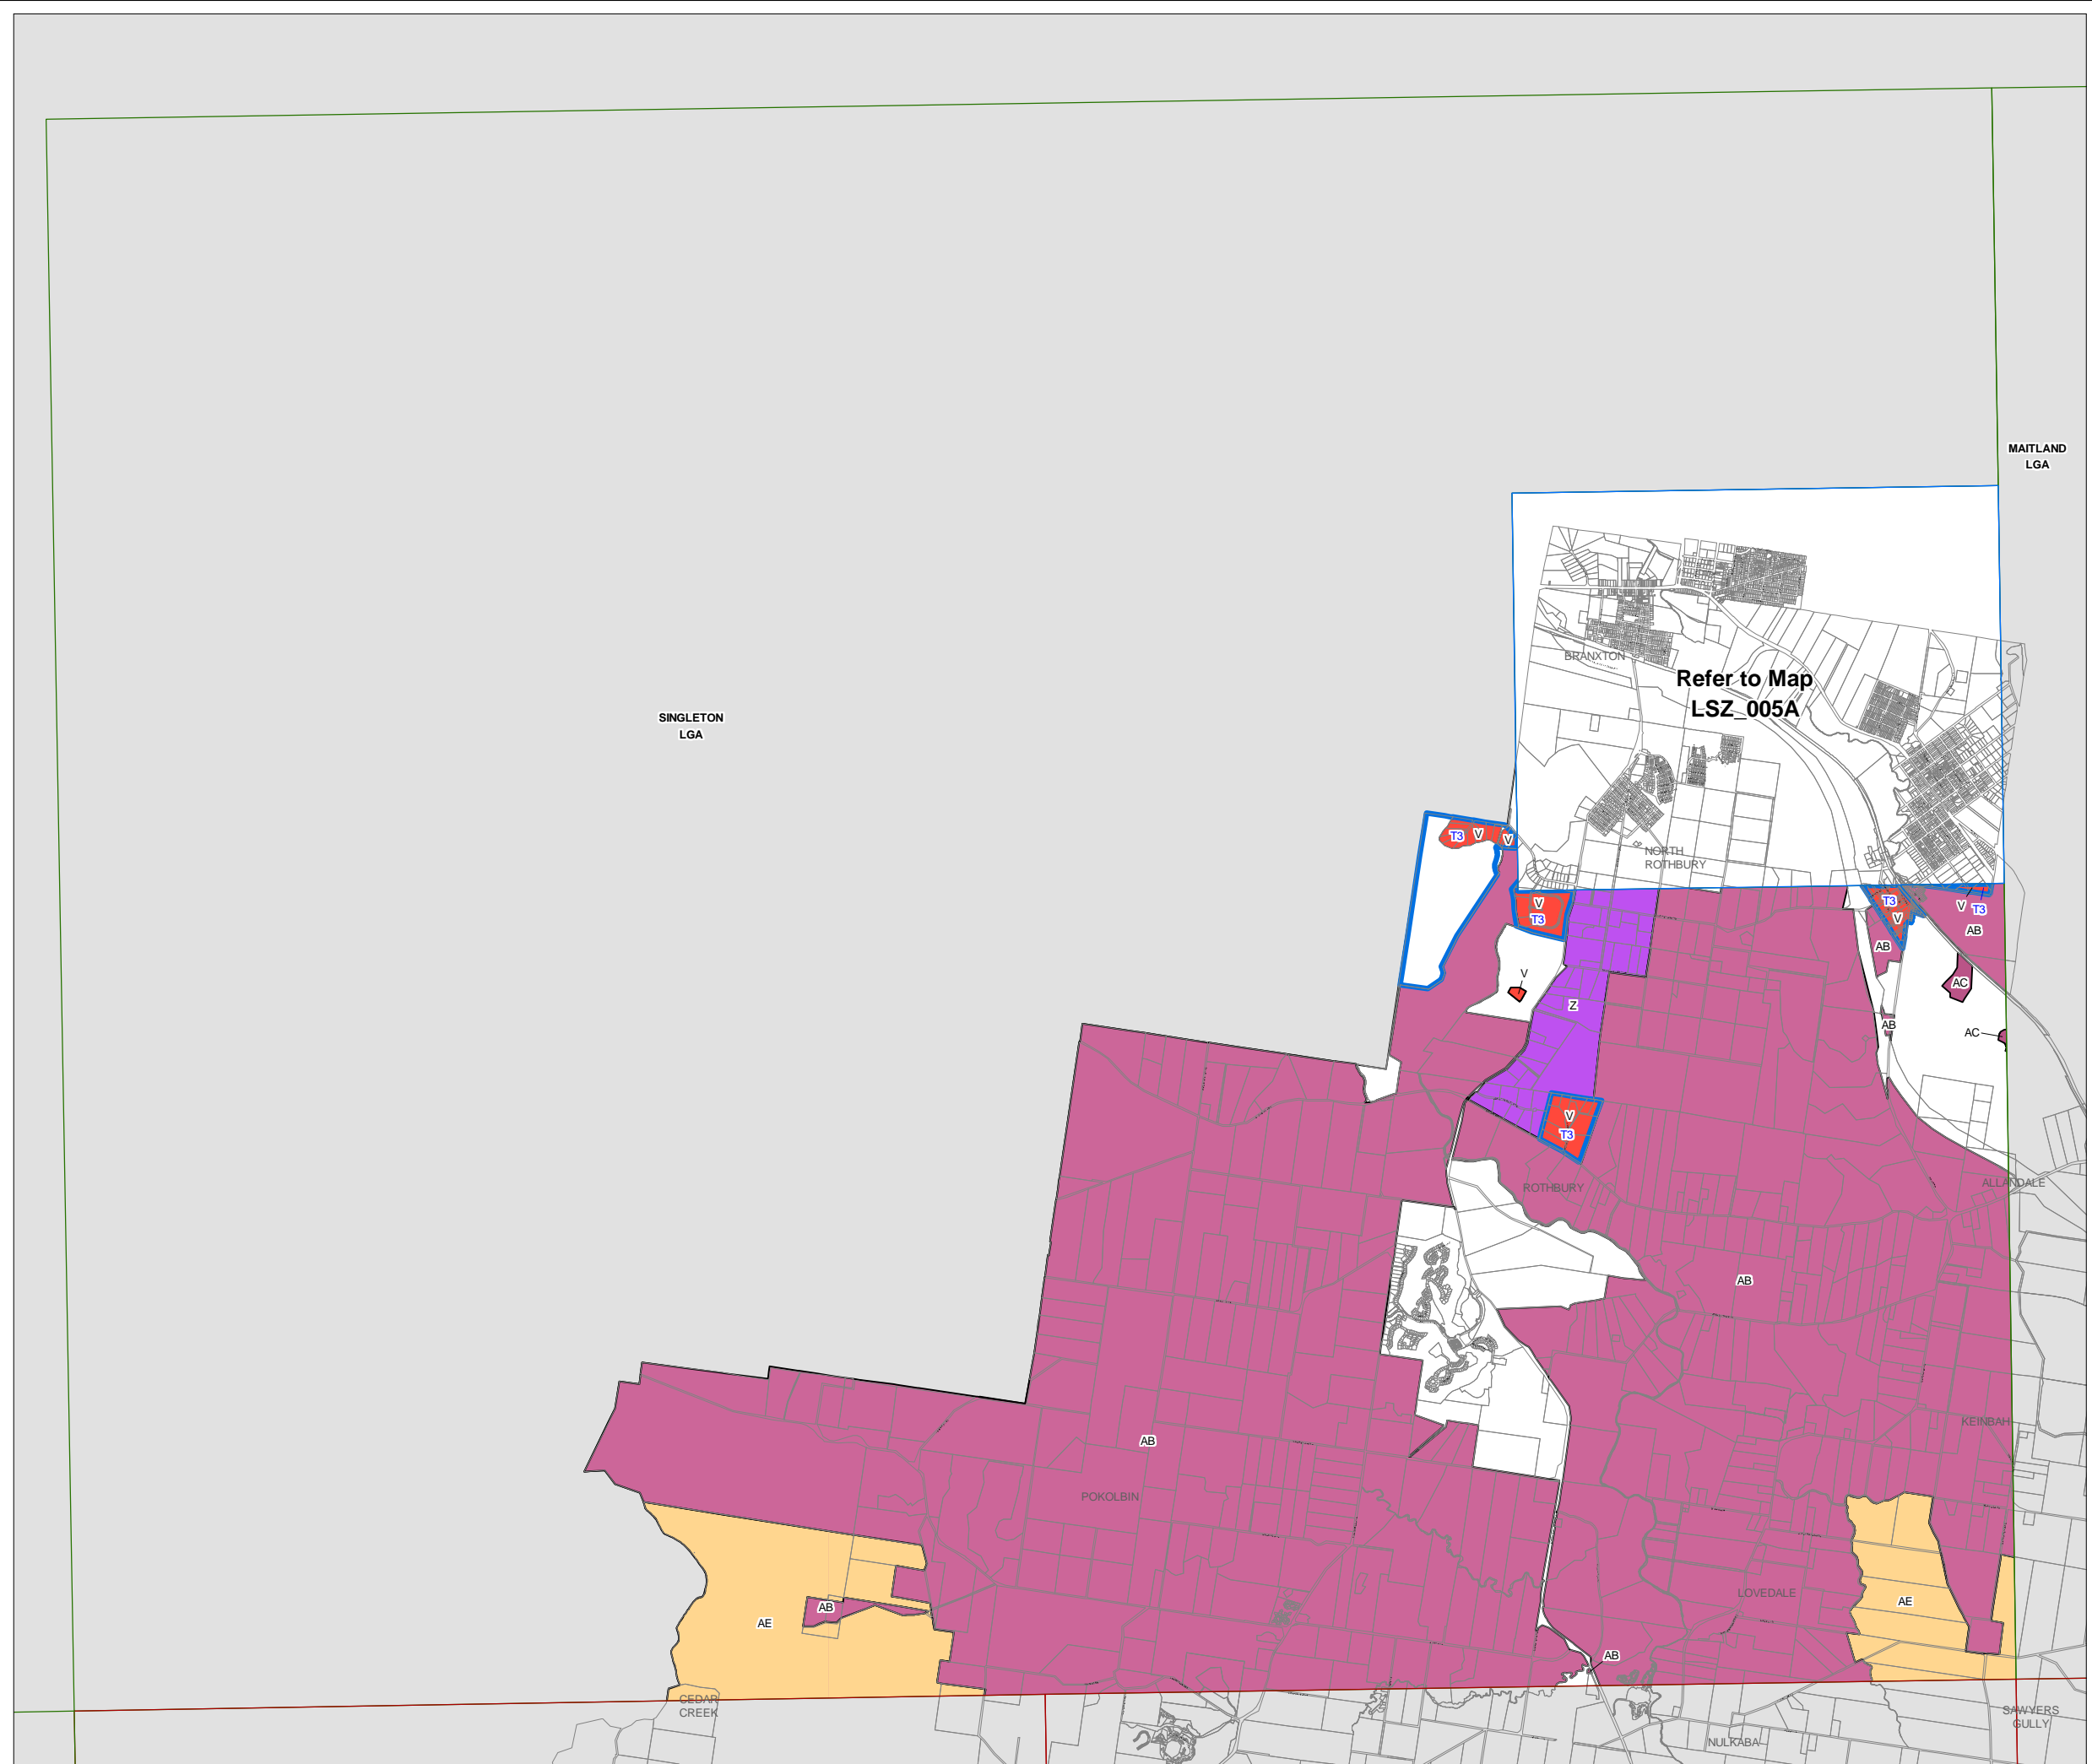 MAITLAND
LGA
BRANXTON
Refer to Map
LSZ_005A
SINGLETON
LGA
T3
V
V
NORTH
ROTHBURY
V
T3
T3
V
V
T3
AB
AB
V
AC
Z
AB
AC
V
T3
ROTHBURY
ALLANDALE
AB
KEINBAH
AB
POKOLBIN
LOVEDALE
AE
AB
AE
AB
CEDAR
CREEK
SAWYERS
GULLY
NULKABA